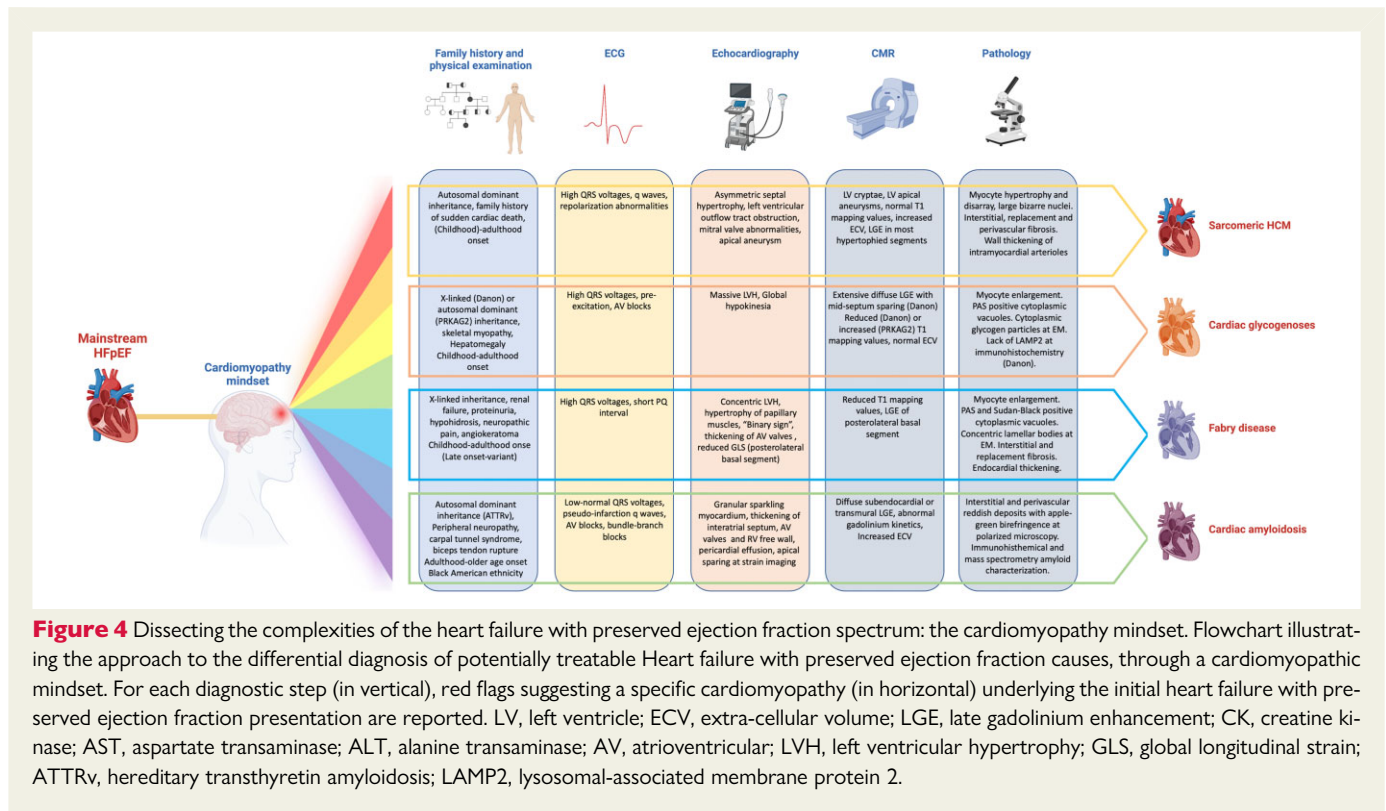 Family history and
physical examination
ECG
Echocardiography
CMR
Pathology
Mainstream
HFpEF
Cardiomyopathy
mindset
Autosomal dominant
inheritance, family history
of sudden cardiac death,
(Childhood)-adulthood
onset
High QRS voltages, q waves,
repolarization abnormalities
Asymmetric septal
hypertrophy, left ventricular
outflow tract obstruction,
mitral valve abnormalities,
apical aneurysm
LV cryptae, LV apical
aneurysms, normal T1
mapping values, increased
ECV, LGE in most
hypertophied segments
Myocyte hypertrophy and
disarray, large bizarre nuclei.
Interstitial, replacement and
perivascular fibrosis.
Wall thickening of
intramyocardial arterioles
Sarcomeric HCM
X-linked (Danon) or
autosomal dominant
(PRKAG2) inheritance,
skeletal myopathy,
Hepatomegaly
Childhood-adulthood
onset
High QRS voltages, pre-
excitation, AV blocks
Massive LVH, Global
hypokinesia
Extensive diffuse LGE with
mid-septum sparing (Danon)
Reduced (Danon) or
increased (PRKAG2) T1
mapping values, normal ECV
Myocyte enlargement.
PAS positive cytoplasmic
vacuoles. Cytoplasmic
glycogen particles at EM.
Lack of LAMP2 at
immunohistochemistry
(Danon).
Cardiac glycogenoses
X-linked inheritance, renal
failure, proteinuria,
hypohidrosis, neuropathic
pain, angiokeratoma
Childhood-adulthood onse
(Late onset-variant)
High QRS voltages, short PQ
interval
Concentric LVH,
hypertrophy of papillary
muscles, "Binary sign",
thickening of AV valves ,
reduced GLS (posterolateral
basal segment)
Reduced T1 mapping
values, LGE of
posterolateral basal
segment
Myocyte enlargement.
PAS and Sudan-Black positive
cytoplasmic vacuoles.
Concentric lamellar bodies at
EM. Interstitial and
replacement fibrosis.
Endocardial thickening.
Fabry disease
Autosomal dominant
inheritance (ATTRv),
Peripheral neuropathy,
carpal tunnel syndrome,
biceps tendon rupture
Adulthood-older age onset
Black American ethnicity
Low-normal QRS voltages,
pseudo-infarction q waves,
AV blocks, bundle-branch
blocks
Granular sparkling
myocardium, thickening of
interatrial septum, AV
valves and RV free wall,
pericardial effusion, apical
sparing at strain imaging
Diffuse subendocardial or
transmural LGE, abnormal
gadolinium kinetics,
Increased ECV
Interstitial and perivascular
reddish deposits with apple-
green birefringence at
polarized microscopy.
Immunohisthemical and
mass spectrometry amyloid
characterization.
Cardiac amyloidosis
Figure 4 Dissecting the complexities of the heart failure with preserved ejection fraction spectrum: the cardiomyopathy mindset. Flowchart illustrat-
ing the approach to the differential diagnosis of potentially treatable Heart failure with preserved ejection fraction causes, through a cardiomyopathic
mindset. For each diagnostic step (in vertical), red flags suggesting a specific cardiomyopathy (in horizontal) underlying the initial heart failure with pre-
served ejection fraction presentation are reported. LV, left ventricle; ECV, extra-cellular volume; LGE, late gadolinium enhancement; CK, creatine ki-
nase; AST, aspartate transaminase; ALT, alanine transaminase; AV, atrioventricular; LVH, left ventricular hypertrophy; GLS, global longitudinal strain;
ATTRv, hereditary transthyretin amyloidosis; LAMP2, lysosomal-associated membrane protein 2.